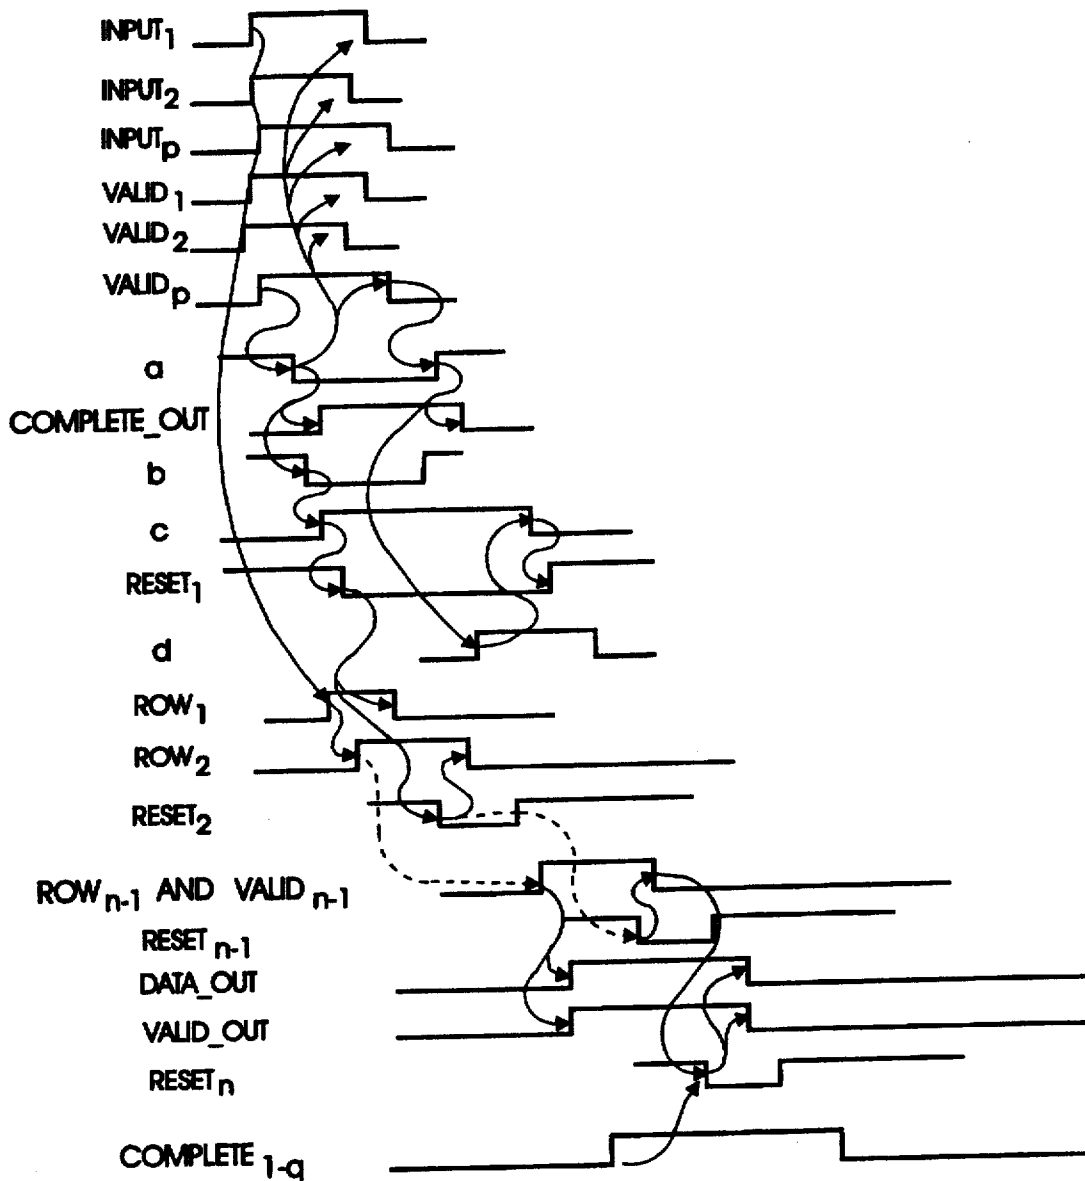 INPUT1
INPUT2
INPUTp
VALID1
VALID2
VALIDp
a
COMPLETE_OUT
b
c
RESET1
d
ROW1
ROW2
RESET2
ROWn-1 AND VALIDn-1
RESETn-1
DATA_OUT
VALID_OUT
RESETn
COMPLETE1-q